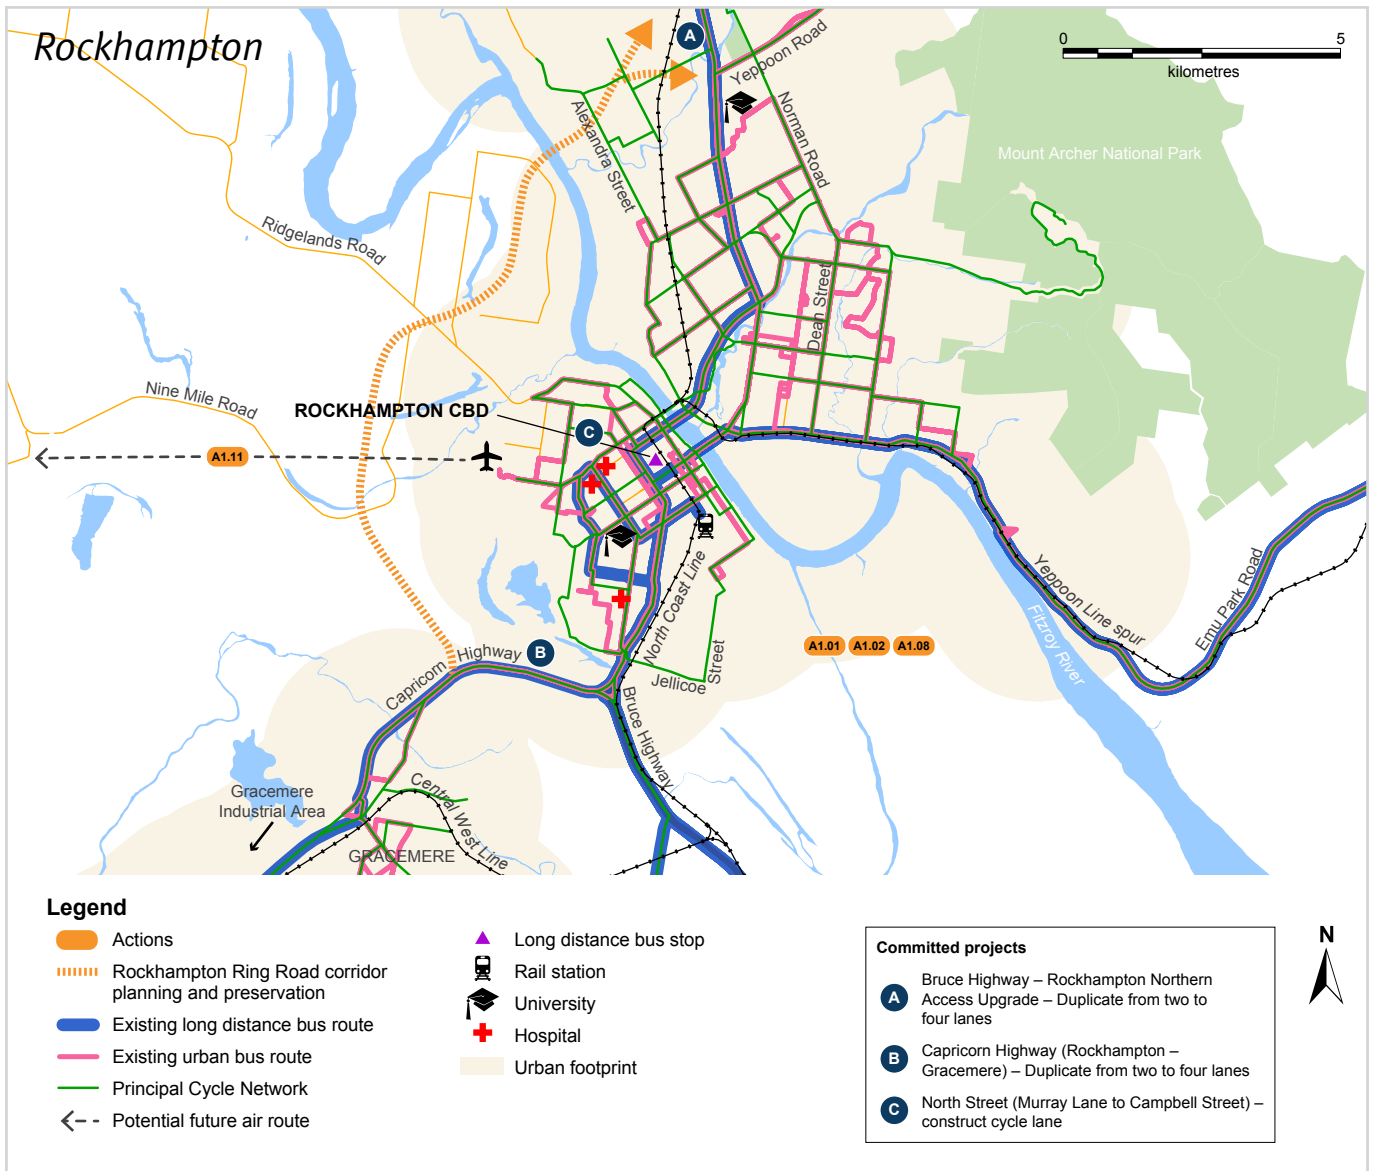 Rockhampton
A
Yeppoon Road
0 5
kilometres
Alexandra Street
Norman Road
Mount Archer National Park
Ridgelands Road
Dean Street
Nine Mile Road
ROCKHAMPTON CBD
C
A1.11
North Coast Line
Yeppoon Line spur
Emu Park Road
Fitzroy River
A1.01 A1.02 A1.08
Capricorn Highway
B
Jellicoe Street
Bruce Highway
Gracemere
Industrial Area
Central West Line
GRACEMERE
Legend
Actions
Rockhampton Ring Road corridor
planning and preservation
Existing long distance bus route
Existing urban bus route
Principal Cycle Network
Potential future air route
Long distance bus stop
Rail station
University
Hospital
Urban footprint
Committed projects
A Bruce Highway – Rockhampton Northern
Access Upgrade – Duplicate from two to
four lanes
B Capricorn Highway (Rockhampton –
Gracemere) – Duplicate from two to four lanes
C North Street (Murray Lane to Campbell Street) –
construct cycle lane
N